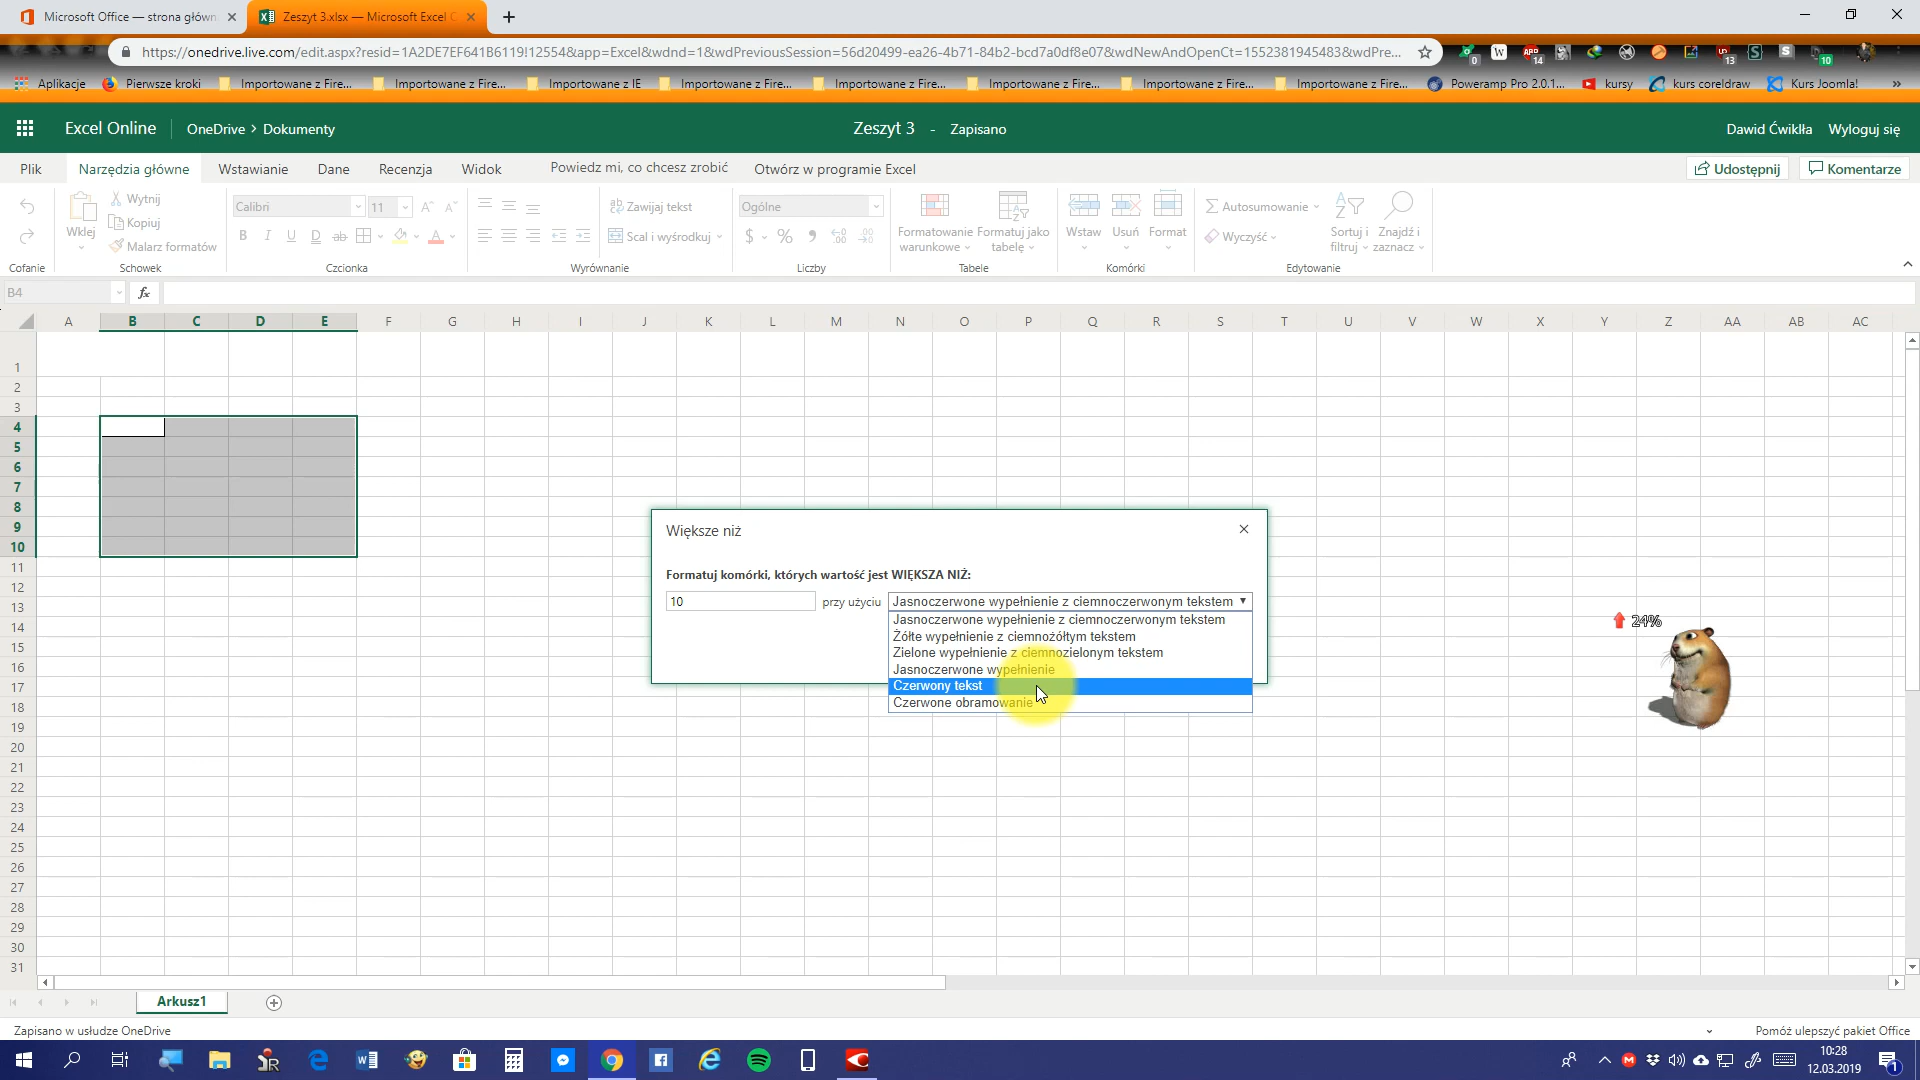 Microsoft Office — strona główn
Zeszyt 3.xlsx — Microsoft Excel C
https://onedrive.live.com/edit.aspx?resid=1A2DE7EF641B6119!12554&app=Excel&wdnd=1&wdPreviousSession=56d20499-ea26-4b71-84b2-bcd7a0df8e07&wdNewAndOpenCt=1552381945483&wdPre...
0 14 13 10
Aplikacje Pierwsze kroki Importowane z Fire... Importowane z Fire... Importowane z IE Importowane z Fire... Importowane z Fire... Importowane z Fire... Importowane z Fire... Importowane z Fire... Poweramp Pro 2.0.1... kursy kurs coreldraw Kurs Joomla! »
Excel Online OneDrive > Dokumenty Zeszyt 3 - Zapisano Dawid Ćwiklła Wyloguj się
Plik Narzędzia główne Wstawianie Dane Recenzja Widok Powiedz mi, co chcesz zrobić Otwórz w programie Excel Udostępnij Komentarze
Wklej Wytnij Kopiuj Malarz formatów
Calibri 11
Zawijaj tekst
Scal i wyśrodkuj
Ogólne
Formatowanie warunkowe Formatuj jako tabelę
Wstaw Usuń Format
Autosumowanie
Wyczyść
Sortuj i filtruj Znajdź i zaznacz
Cofanie Schowek Czcionka Wyrównanie Liczby Tabele Komórki Edytowanie
B4 fx
A B C D E F G H I J K L M N O P Q R S T U V W X Y Z AA AB AC
1
2
3
4
5
6
7
8
9
10
11
12
13
14
15
16
17
18
19
20
21
22
23
24
25
26
27
28
29
30
31
Większe niż
Formatuj komórki, których wartość jest WIĘKSZA NIŻ:
10 przy użyciu Jasnoczerwone wypełnienie z ciemnoczerwonym tekstem
Jasnoczerwone wypełnienie z ciemnoczerwonym tekstem
Żółte wypełnienie z ciemnożółtym tekstem
Zielone wypełnienie z ciemnozielonym tekstem
Jasnoczerwone wypełnienie
Czerwony tekst
Czerwone obramowanie
24%
Arkusz1
Zapisano w usłudze OneDrive Pomóż ulepszyć pakiet Office
10:28
12.03.2019
1